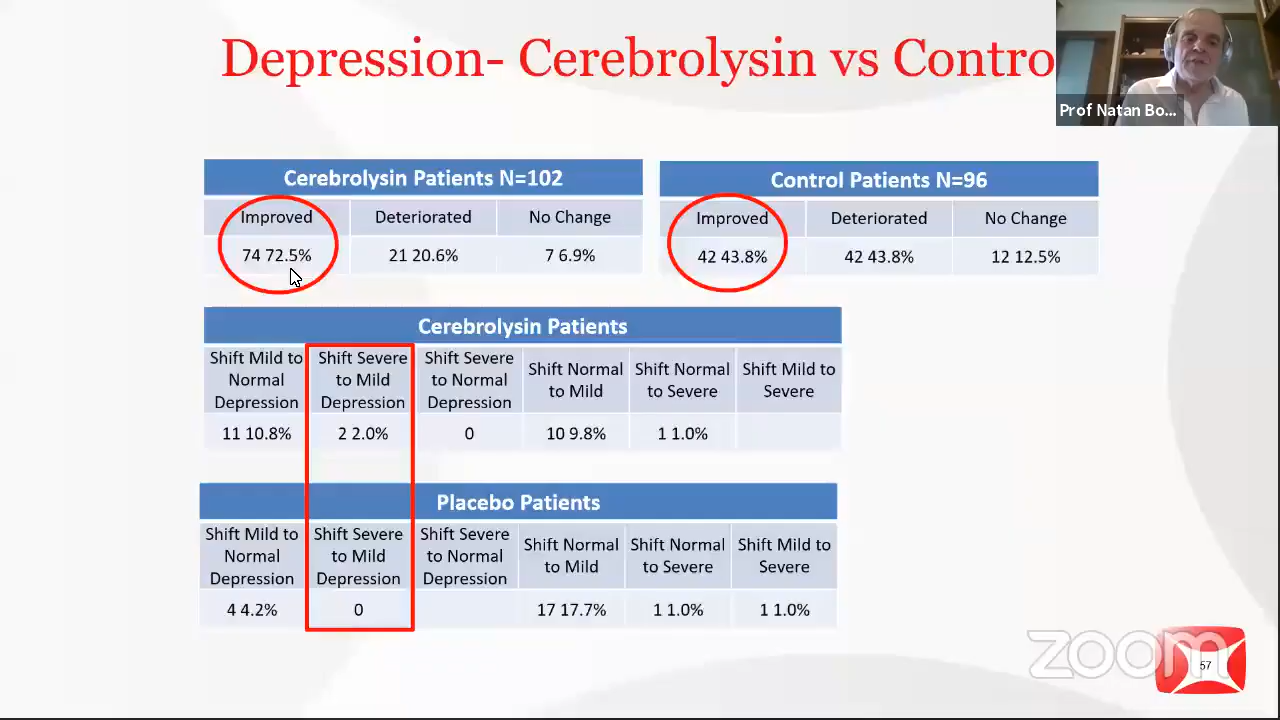 Depression- Cerebrolysin vs Contro
Prof Natan Bo...
Cerebrolysin Patients N=102
Improved Deteriorated No Change
74 72.5% 21 20.6% 7 6.9%
Control Patients N=96
Improved Deteriorated No Change
42 43.8% 42 43.8% 12 12.5%
Cerebrolysin Patients
Shift Mild to Normal Depression Shift Severe to Mild Depression Shift Severe to Normal Depression Shift Normal to Mild Shift Normal to Severe Shift Mild to Severe
11 10.8% 2 2.0% 0 10 9.8% 1 1.0%
Placebo Patients
Shift Mild to Normal Depression Shift Severe to Mild Depression Shift Severe to Normal Depression Shift Normal to Mild Shift Normal to Severe Shift Mild to Severe
4 4.2% 0 17 17.7% 1 1.0% 1 1.0%
zoom
57